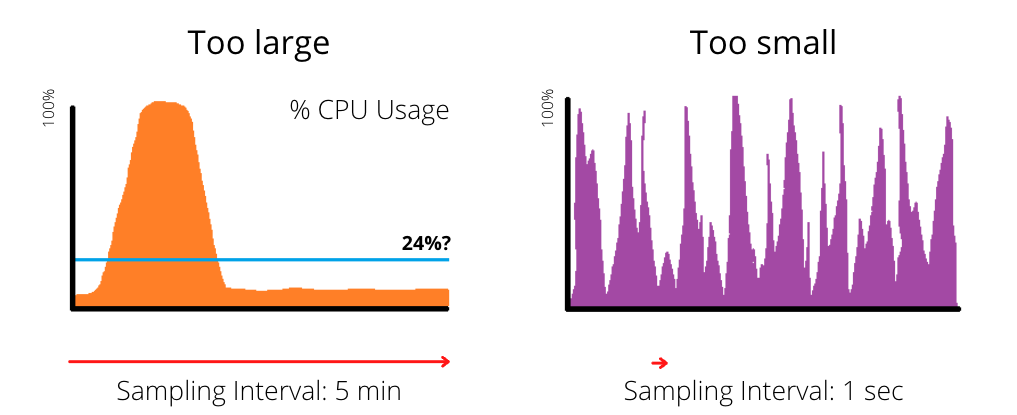 Too large
100%
% CPU Usage
24%?
Sampling Interval: 5 min
Too small
100%
Sampling Interval: 1 sec